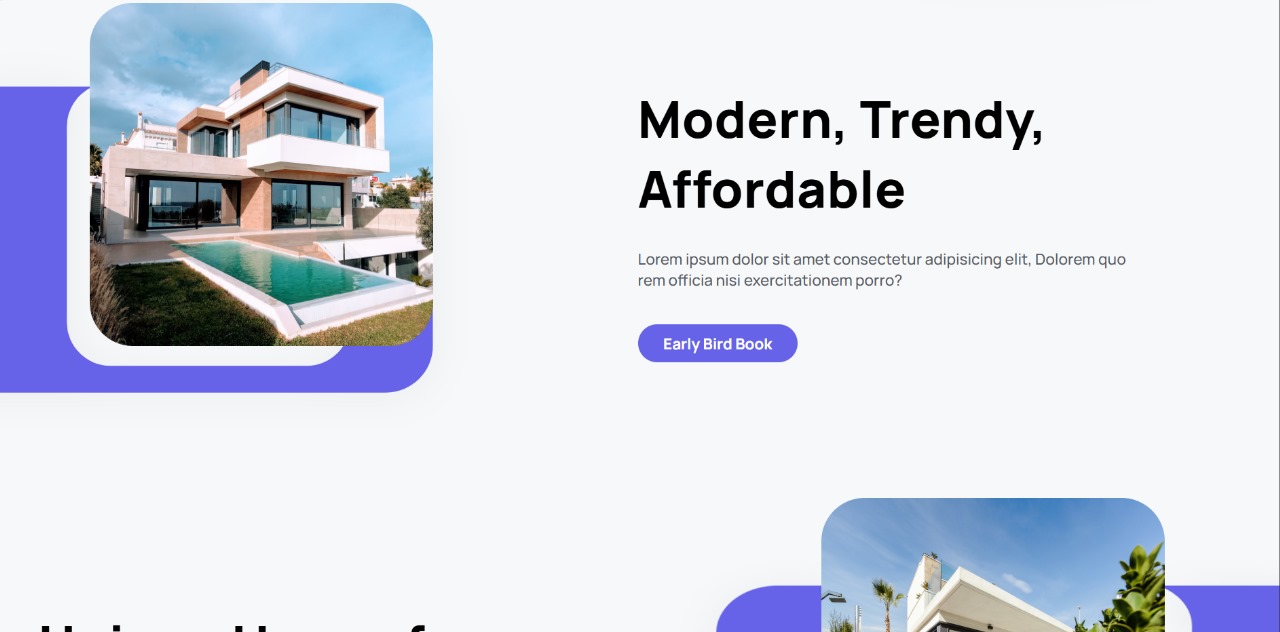 Modern, Trendy,
Affordable
Lorem ipsum dolor sit amet consectetur adipisicing elit, Dolorem quo
rem officia nisi exercitationem porro?
Early Bird Book